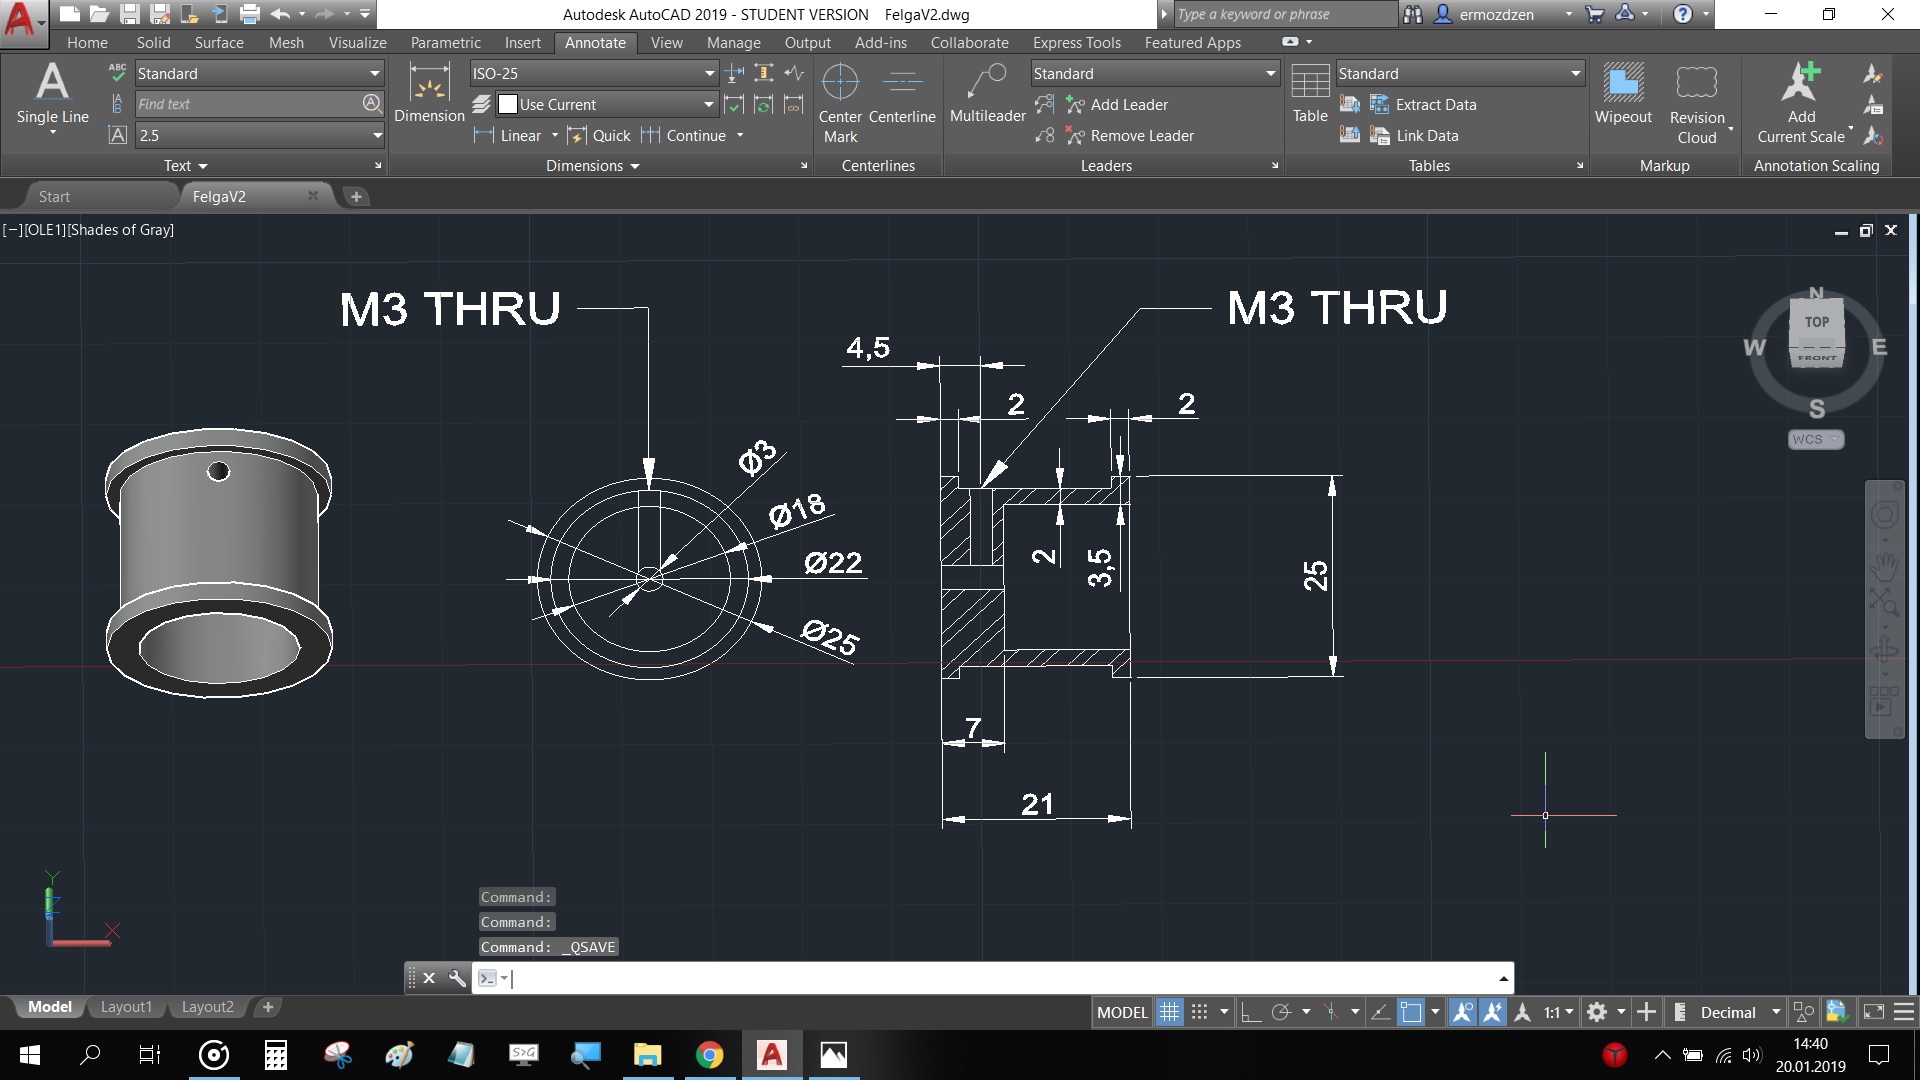 Autodesk AutoCAD 2019 - STUDENT VERSION FelgaV2.dwg
Type a keyword or phrase
ermozdzen
Home Solid Surface Mesh Visualize Parametric Insert Annotate View Manage Output Add-ins Collaborate Express Tools Featured Apps
Single Line
ABC
Standard
Find text
2.5
Text
Dimension
ISO-25
Use Current
Linear Quick Continue
Dimensions
Center Mark
Centerline
Centerlines
Multileader
Standard
Add Leader
Remove Leader
Leaders
Table
Standard
Extract Data
Link Data
Tables
Wipeout
Revision Cloud
Markup
Add Current Scale
Annotation Scaling
Start
FelgaV2
[−][OLE1][Shades of Gray]
M3 THRU
M3 THRU
4,5
2
2
Ø3
Ø18
Ø22
Ø25
2
3,5
25
7
21
N
W
TOP
E
FRONT
S
WCS
Y
X
Command:
Command:
Command: _QSAVE
Model Layout1 Layout2
MODEL
1:1
Decimal
S>G
14:40
20.01.2019